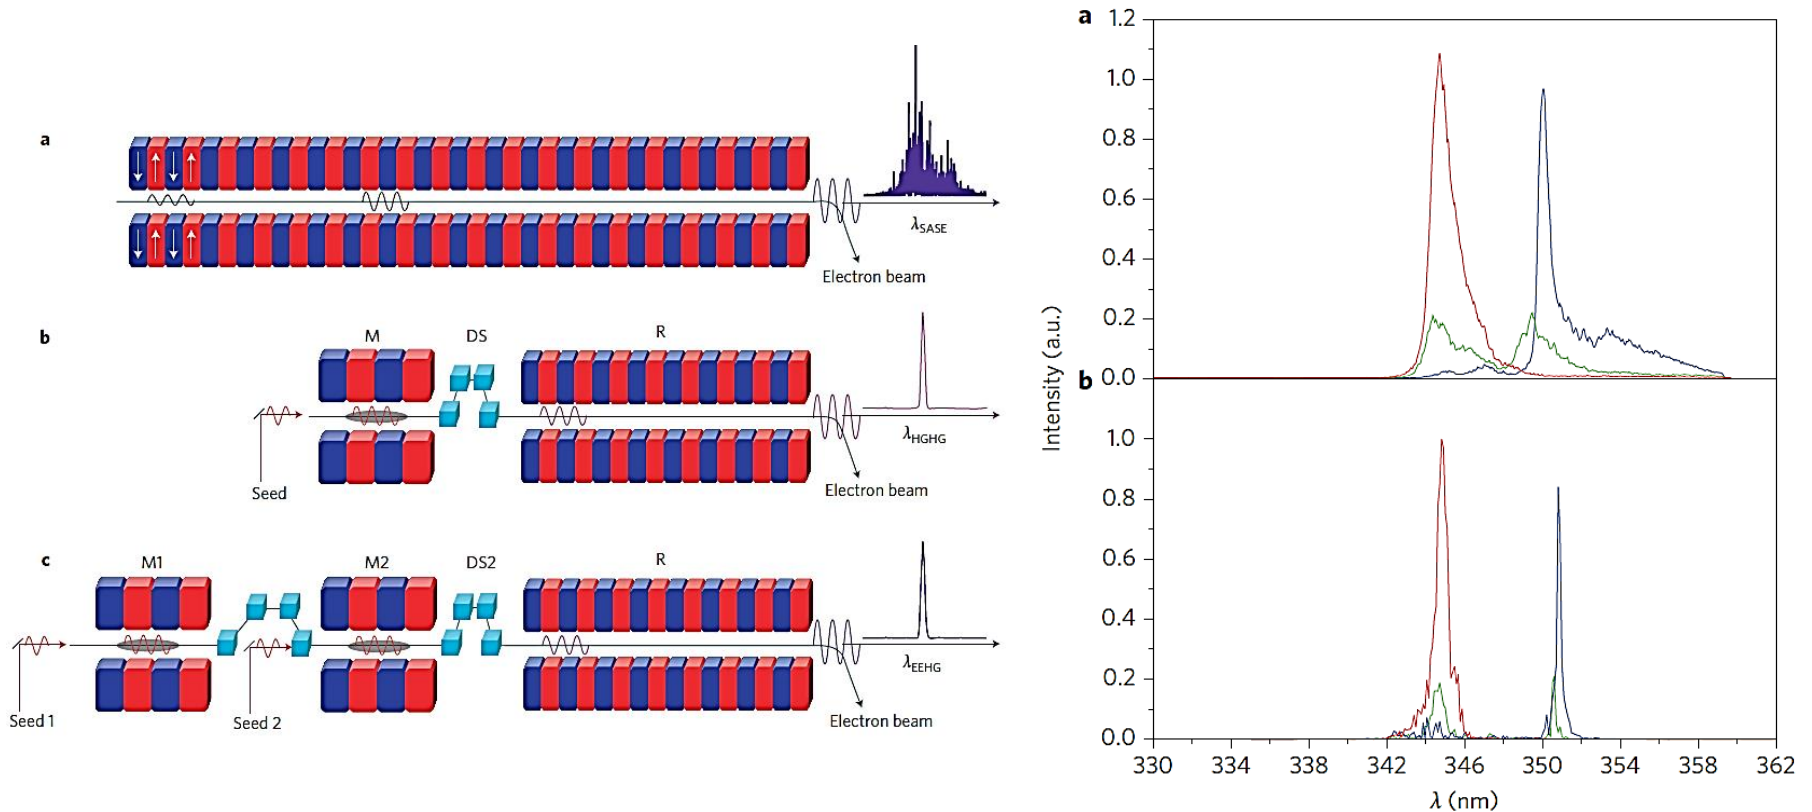 a
λSASE
Electron beam
b
M
DS
R
Seed
λHGHG
Electron beam
c
M1
M2
DS2
R
Seed 1
Seed 2
λEEHG
Electron beam
a
1.2
1.0
0.8
0.6
0.4
0.2
0.0
b
1.0
0.8
0.6
0.4
0.2
0.0
Intensity (a.u.)
330 334 338 342 346 350 354 358 362
λ (nm)